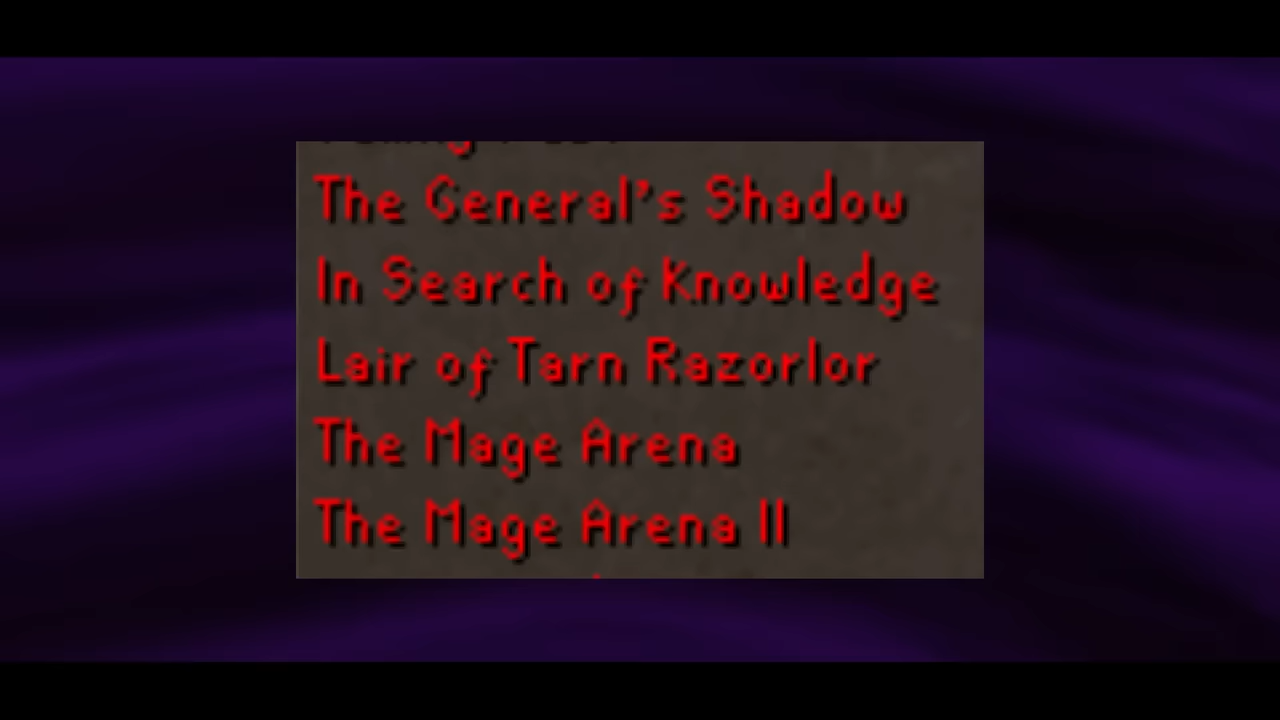 The General's Shadow
In Search of Knowledge
Lair of Tarn Razorlor
The Mage Arena
The Mage Arena II